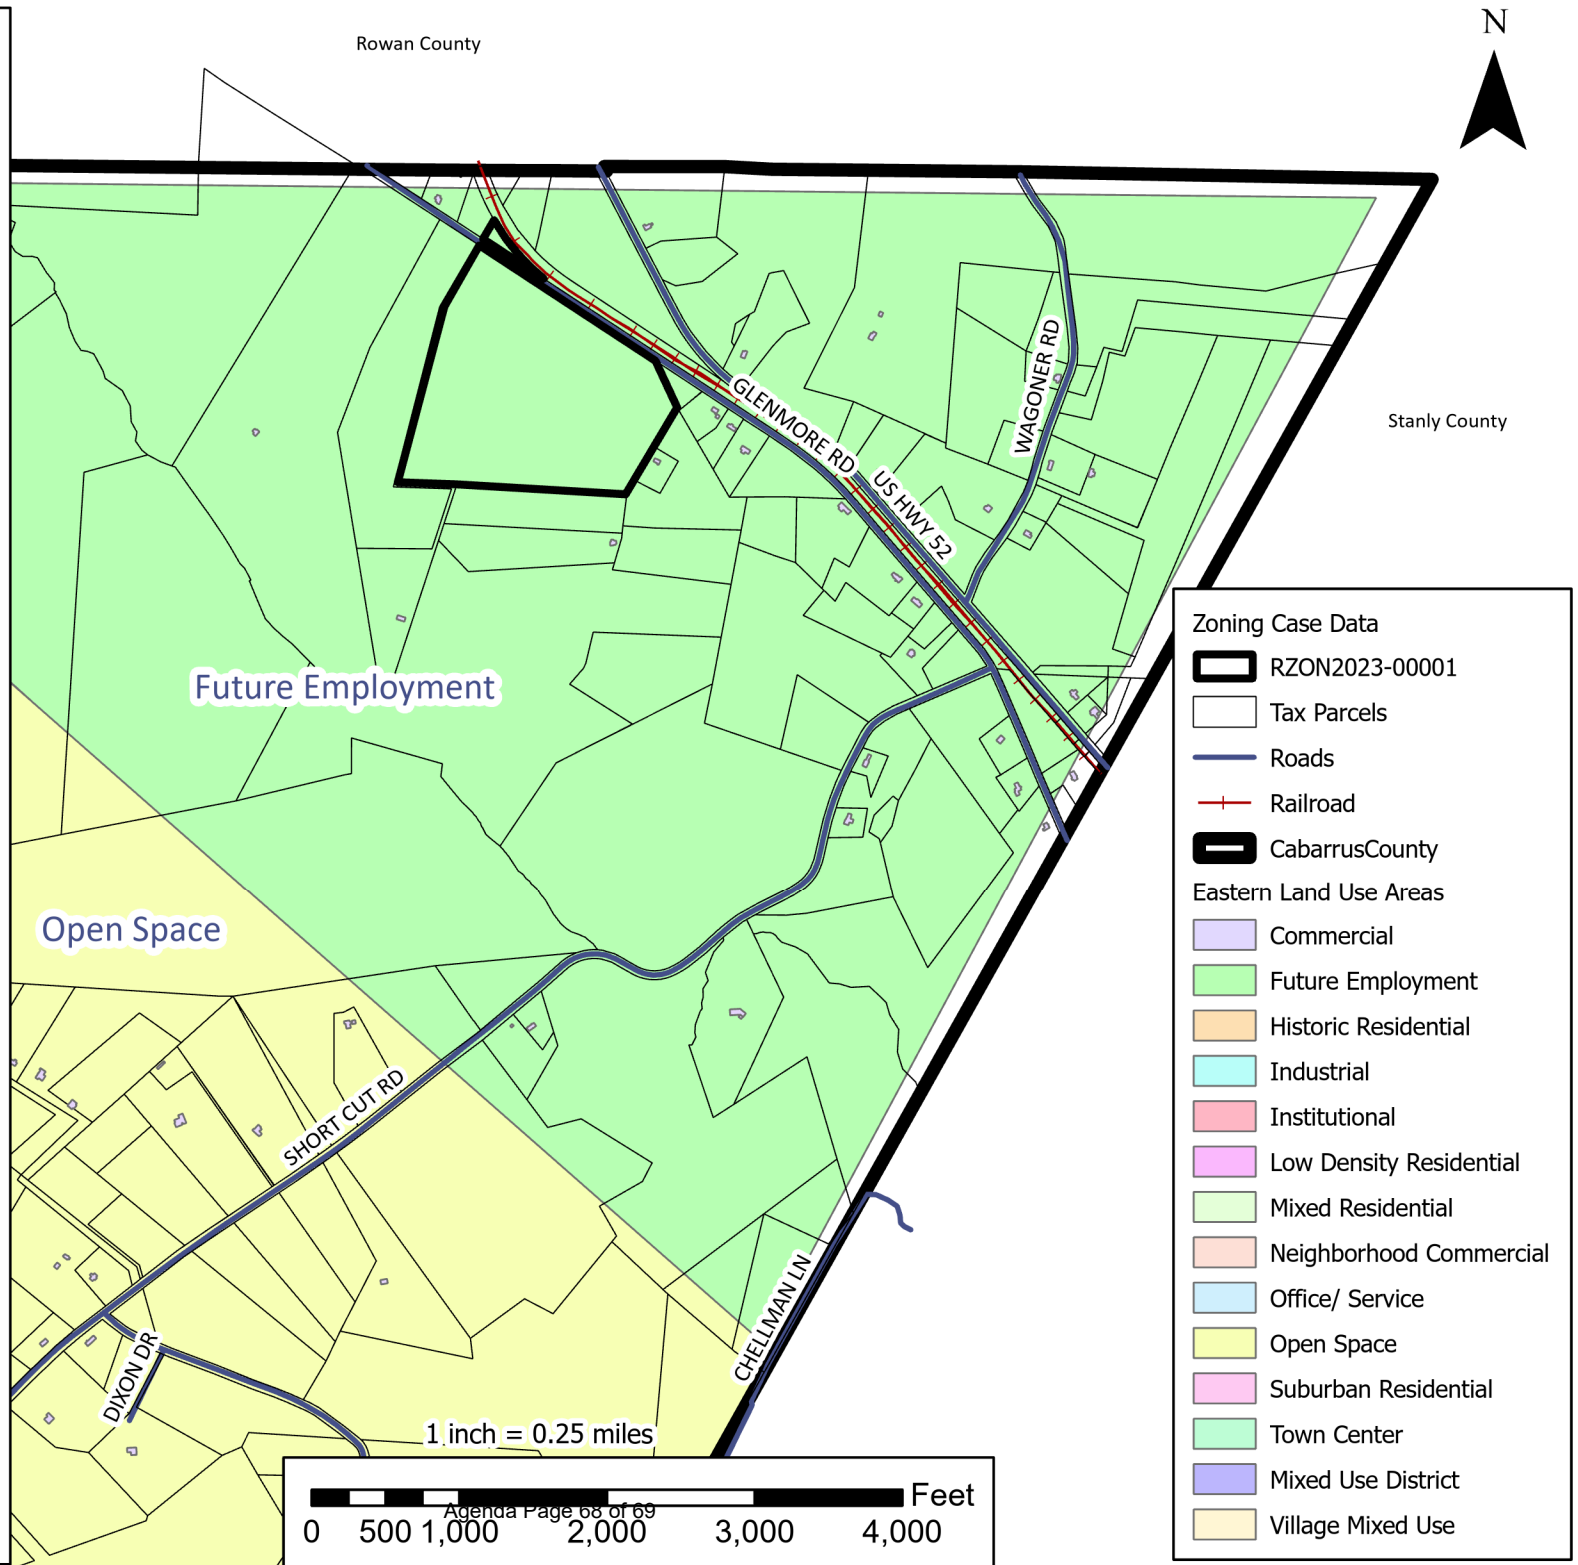 N
Rowan County
Stanly County
GLENMORE RD
US HWY 52
WAGONER RD
Future Employment
Open Space
SHORT CUT RD
DIXON DR
CHELLMAN LN
Zoning Case Data
RZON2023-00001
Tax Parcels
Roads
Railroad
CabarrusCounty
Eastern Land Use Areas
Commercial
Future Employment
Historic Residential
Industrial
Institutional
Low Density Residential
Mixed Residential
Neighborhood Commercial
Office/ Service
Open Space
Suburban Residential
Town Center
Mixed Use District
Village Mixed Use
1 inch = 0.25 miles
Feet
Agenda Page 68 of 69
0 500 1,000 2,000 3,000 4,000